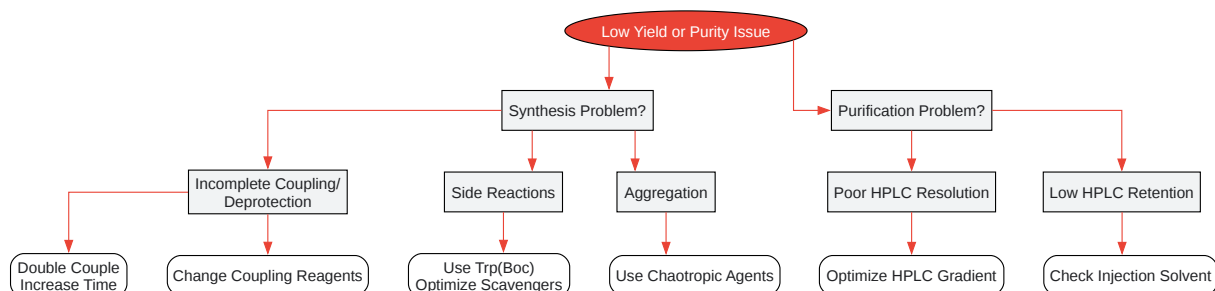 Low Yield or Purity Issue
Synthesis Problem?
Purification Problem?
Incomplete Coupling/
Deprotection
Side Reactions
Aggregation
Poor HPLC Resolution
Low HPLC Retention
Double Couple
Increase Time
Change Coupling Reagents
Use Trp(Boc)
Optimize Scavengers
Use Chaotropic Agents
Optimize HPLC Gradient
Check Injection Solvent